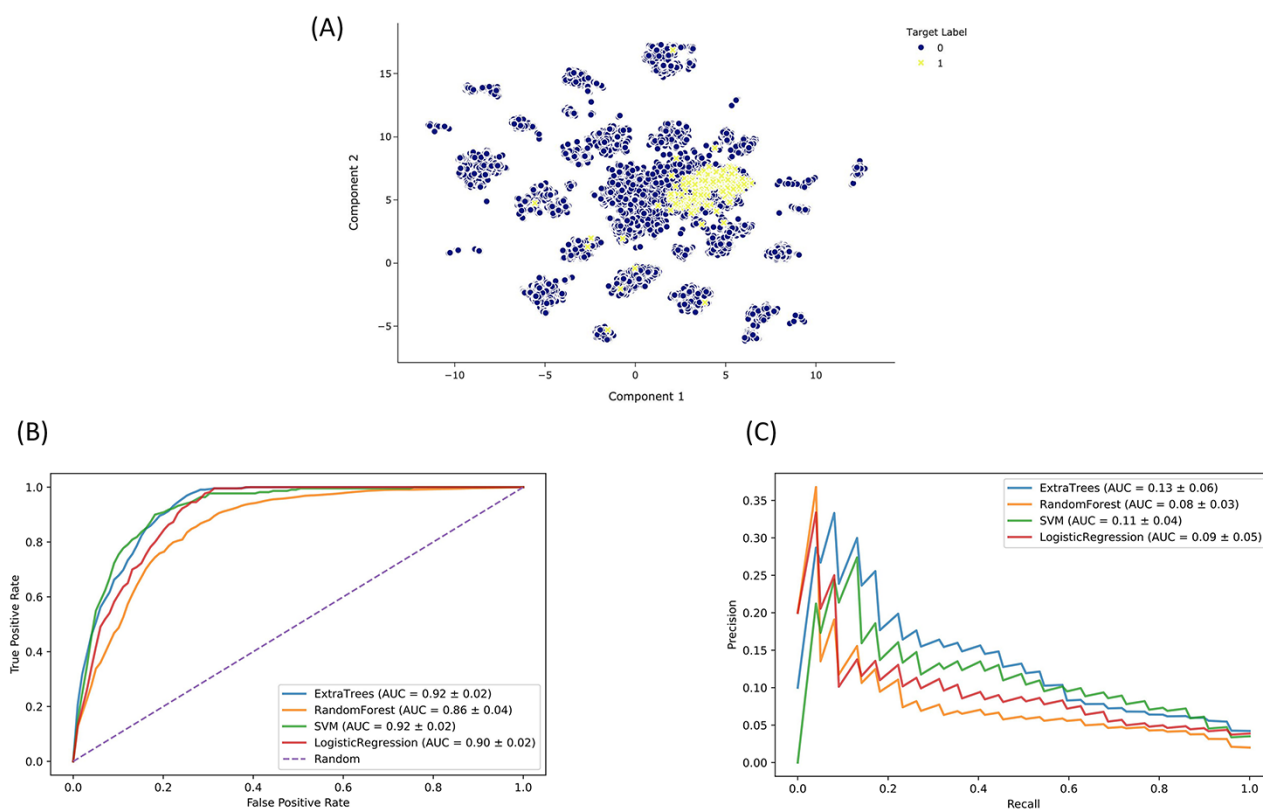 (A)
Target Label
0
1
15
10
5
0
−5
Component 2
−10
−5
0
5
10
Component 1
(B)
1.0
0.8
0.6
0.4
0.2
0.0
True Positive Rate
ExtraTrees (AUC = 0.92 ± 0.02)
RandomForest (AUC = 0.86 ± 0.04)
SVM (AUC = 0.92 ± 0.02)
LogisticRegression (AUC = 0.90 ± 0.02)
Random
0.0
0.2
0.4
0.6
0.8
1.0
False Positive Rate
(C)
0.35
0.30
0.25
0.20
0.15
0.10
0.05
0.00
Precision
ExtraTrees (AUC = 0.13 ± 0.06)
RandomForest (AUC = 0.08 ± 0.03)
SVM (AUC = 0.11 ± 0.04)
LogisticRegression (AUC = 0.09 ± 0.05)
0.0
0.2
0.4
0.6
0.8
1.0
Recall